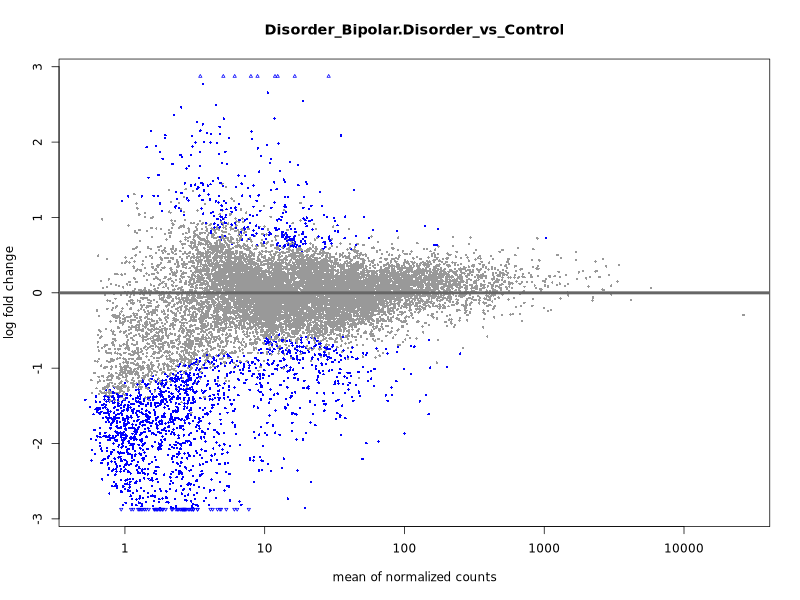 Disorder_Bipolar.Disorder_vs_Control
3
2
1
0
-1
-2
-3
log fold change
1 10 100 1000 10000
mean of normalized counts